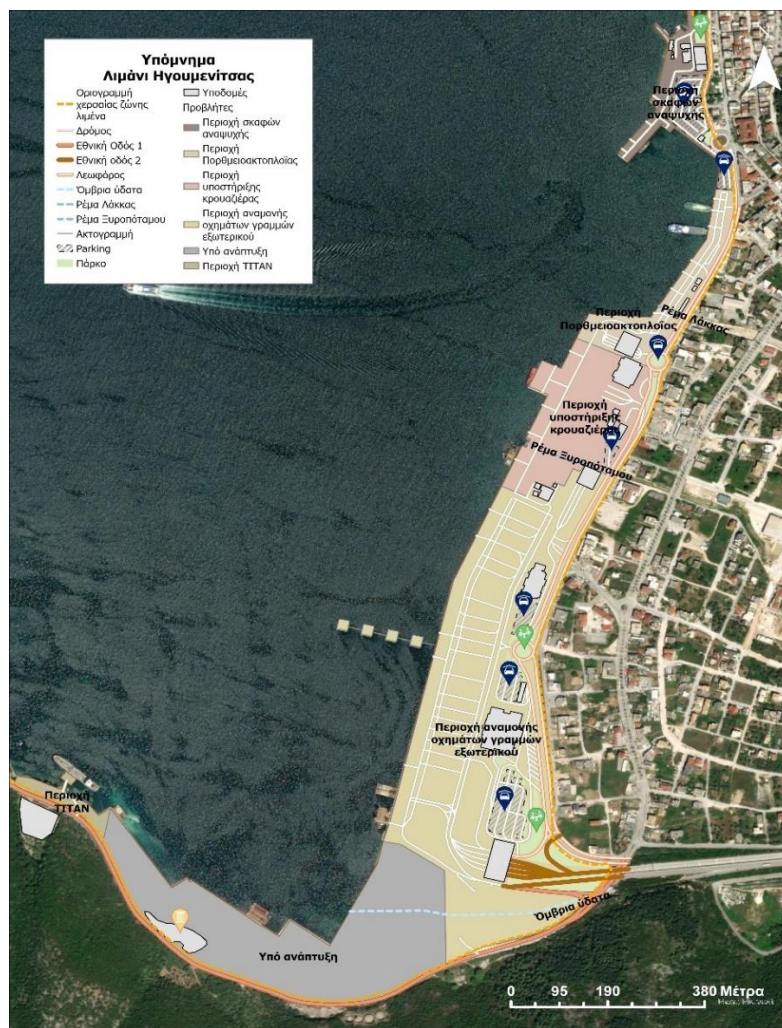 Υπόμνημα
Λιμάνι Ηγουμενίτσας
Οριογραμμή
χερσαίας ζώνης
λιμένα
Δρόμος
Εθνική Οδός 1
Εθνική οδός 2
Λεωφόρος
Όμβρια ύδατα
Ρέμα Λάκκας
Ρέμα Ξυροπόταμου
Ακτογραμμή
Parking
Πάρκο
Υποδομές
Προβλήτες
Περιοχή σκαφών
αναψυχής
Περιοχή
Πορθμειοακτοπλοΐας
Περιοχή
υποστήριξης
κρουαζιέρας
Περιοχή αναμονής
οχημάτων γραμμών
εξωτερικού
Υπό ανάπτυξη
Περιοχή ΤΙΤΑΝ
Περιοχή
σκαφών
αναψυχής
Ρέμα Λάκκας
Περιοχή
Πορθμειοακτοπλοΐας
Περιοχή
υποστήριξης
κρουαζιέρας
Ρέμα Ξυροπόταμου
Περιοχή αναμονής
οχημάτων γραμμών
εξωτερικού
Περιοχή
ΤΙΤΑΝ
Όμβρια ύδατα
Υπό ανάπτυξη
0 95 190 380 Μέτρα